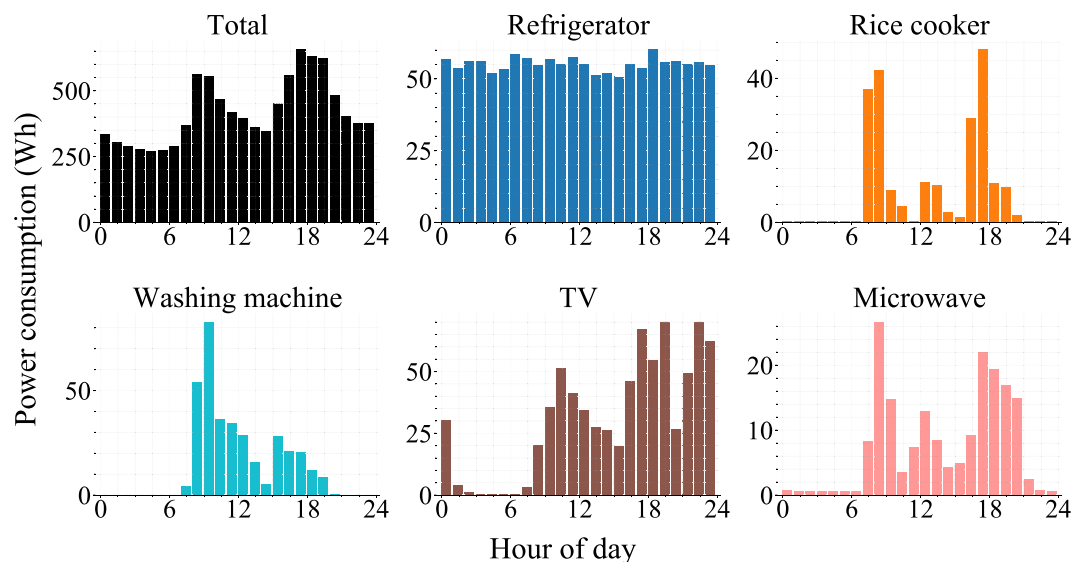 Total
Refrigerator
Rice cooker
500
250
0
0 6 12 18 24
50
25
0
0 6 12 18 24
40
20
0
0 6 12 18 24
Power consumption (Wh)
Washing machine
TV
Microwave
50
0
0 6 12 18 24
50
25
0
0 6 12 18 24
20
10
0
0 6 12 18 24
Hour of day